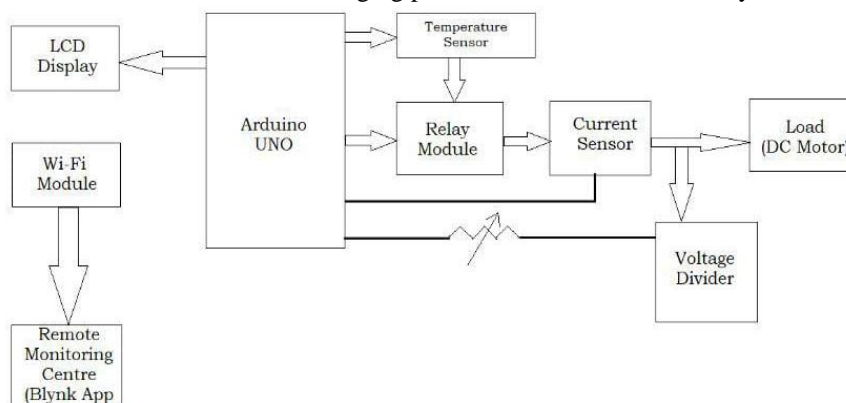 LCD
Display
Temperature
Sensor
Arduino
UNO
Relay
Module
Current
Sensor
Load
(DC Motor)
Wi-Fi
Module
Voltage
Divider
Remote
Monitoring
Centre
(Blynk App